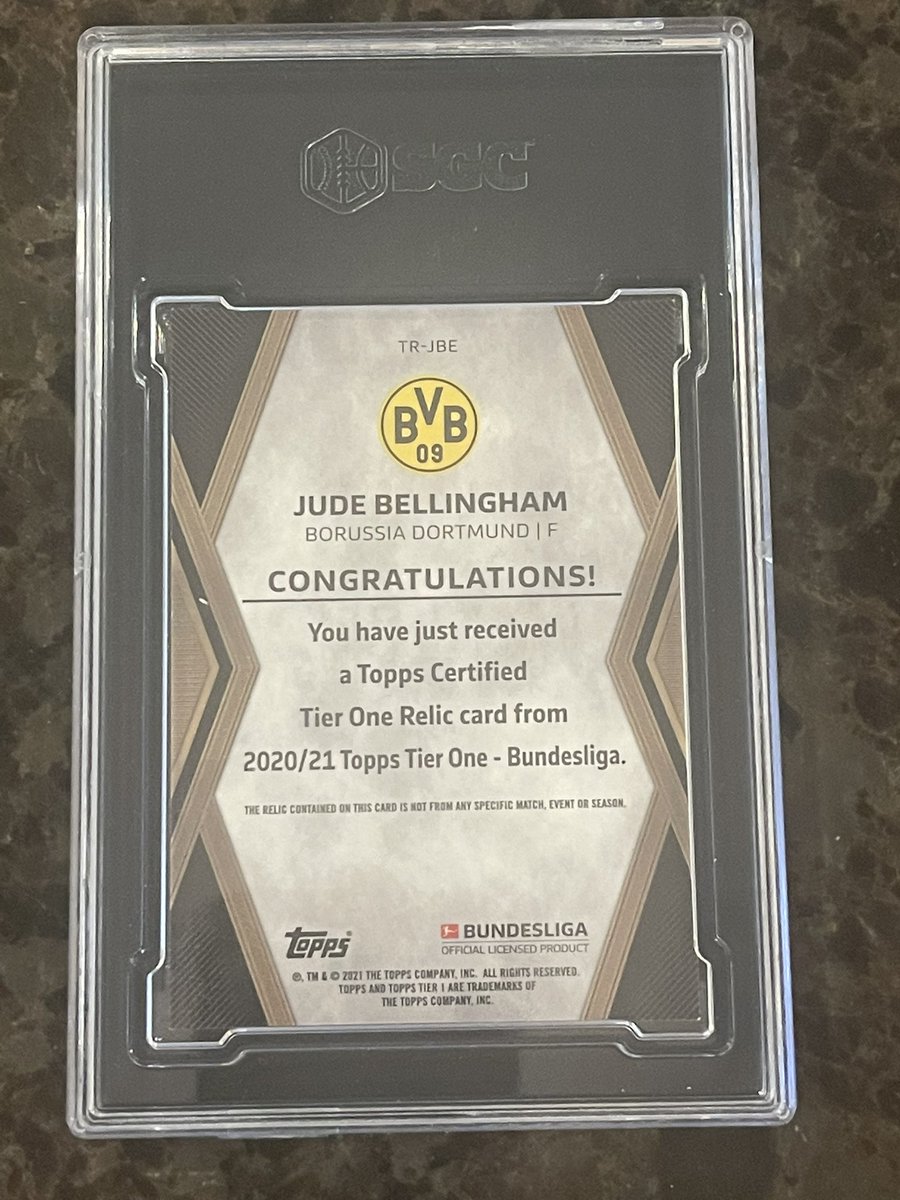 SGC
TR-JBE
BVB
09
JUDE BELLINGHAM
BORUSSIA DORTMUND | F
CONGRATULATIONS!
You have just received
a Topps Certified
Tier One Relic card from
2020/21 Topps Tier One - Bundesliga.
THE RELIC CONTAINED ON THIS CARD IS NOT FROM ANY SPECIFIC MATCH, EVENT OR SEASON.
Topps®
BUNDESLIGA
OFFICIAL LICENSED PRODUCT
®, TM & © 2021 THE TOPPS COMPANY, INC. ALL RIGHTS RESERVED.
TOPPS AND TOPPS TIER 1 ARE TRADEMARKS OF
THE TOPPS COMPANY, INC.